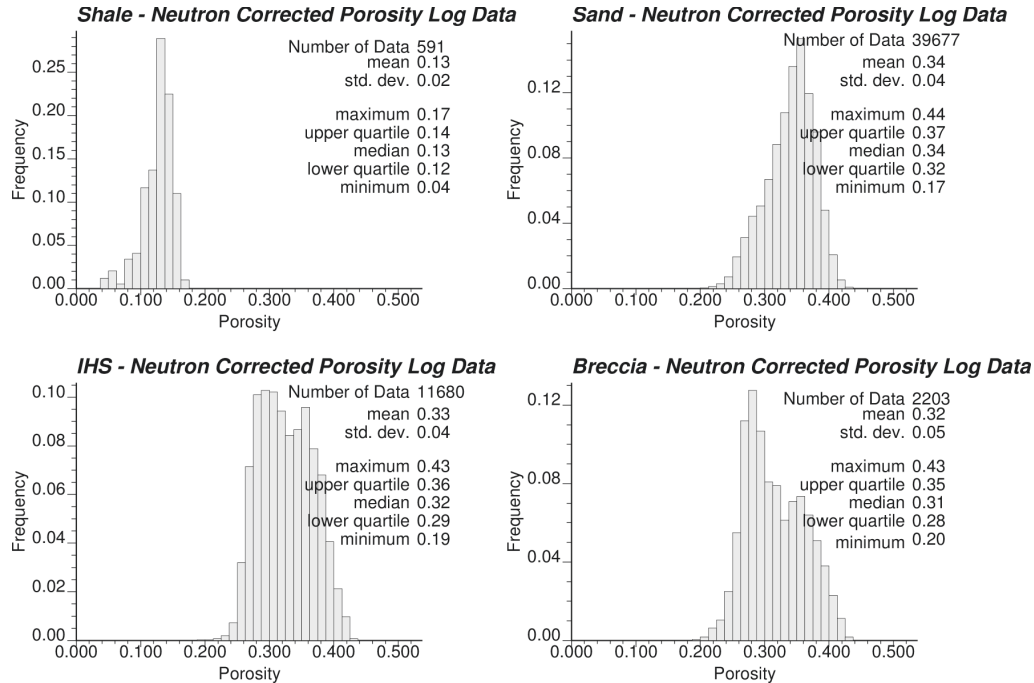 Shale - Neutron Corrected Porosity Log Data
Number of Data 591
mean 0.13
std. dev. 0.02
maximum 0.17
upper quartile 0.14
median 0.13
lower quartile 0.12
minimum 0.04
Frequency
0.25
0.20
0.15
0.10
0.05
0.00
0.000 0.100 0.200 0.300 0.400 0.500
Porosity
Sand - Neutron Corrected Porosity Log Data
Number of Data 39677
mean 0.34
std. dev. 0.04
maximum 0.44
upper quartile 0.37
median 0.34
lower quartile 0.32
minimum 0.17
Frequency
0.12
0.08
0.04
0.00
0.000 0.100 0.200 0.300 0.400 0.500
Porosity
IHS - Neutron Corrected Porosity Log Data
Number of Data 11680
mean 0.33
std. dev. 0.04
maximum 0.43
upper quartile 0.36
median 0.32
lower quartile 0.29
minimum 0.19
Frequency
0.10
0.08
0.06
0.04
0.02
0.00
0.000 0.100 0.200 0.300 0.400 0.500
Porosity
Breccia - Neutron Corrected Porosity Log Data
Number of Data 2203
mean 0.32
std. dev. 0.05
maximum 0.43
upper quartile 0.35
median 0.31
lower quartile 0.28
minimum 0.20
Frequency
0.12
0.08
0.04
0.00
0.000 0.100 0.200 0.300 0.400 0.500
Porosity